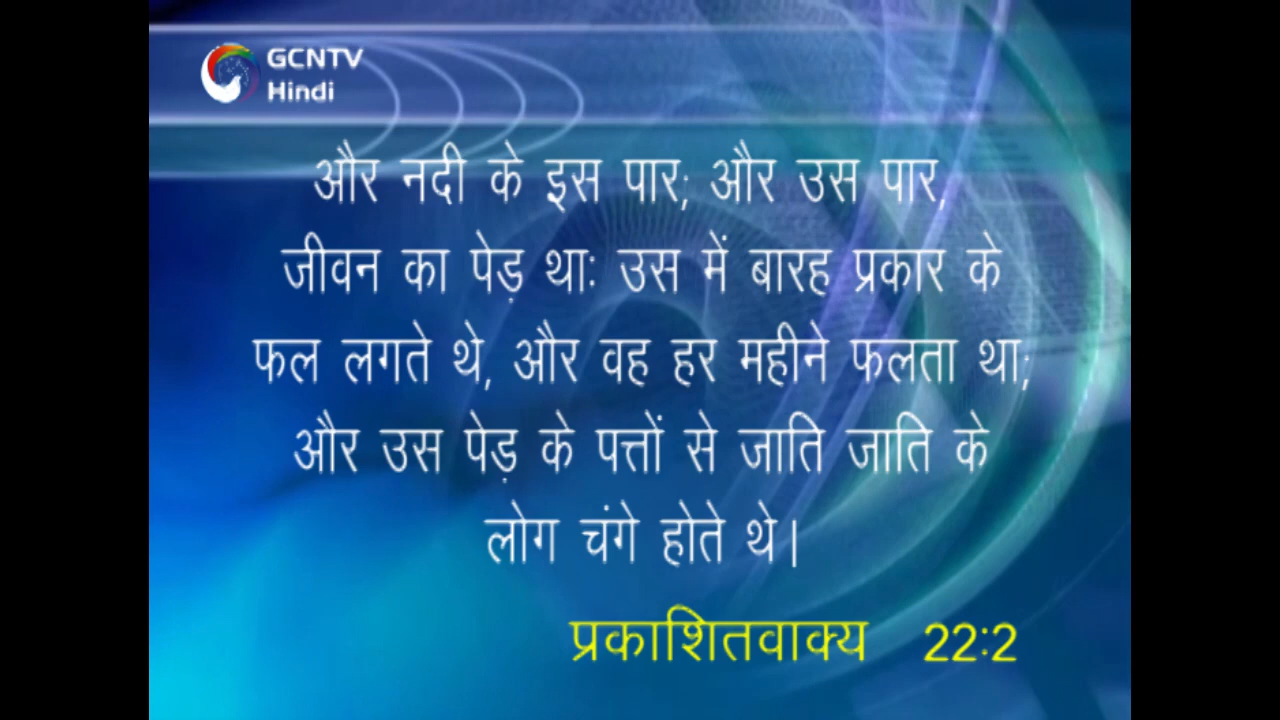 GCNTV
Hindi
और नदी के इस पार; और उस पार,
जीवन का पेड़ था: उस में बारह प्रकार के
फल लगते थे, और वह हर महीने फलता था;
और उस पेड़ के पत्तों से जाति जाति के
लोग चंगे होते थे।
प्रकाशितवाक्य 22:2